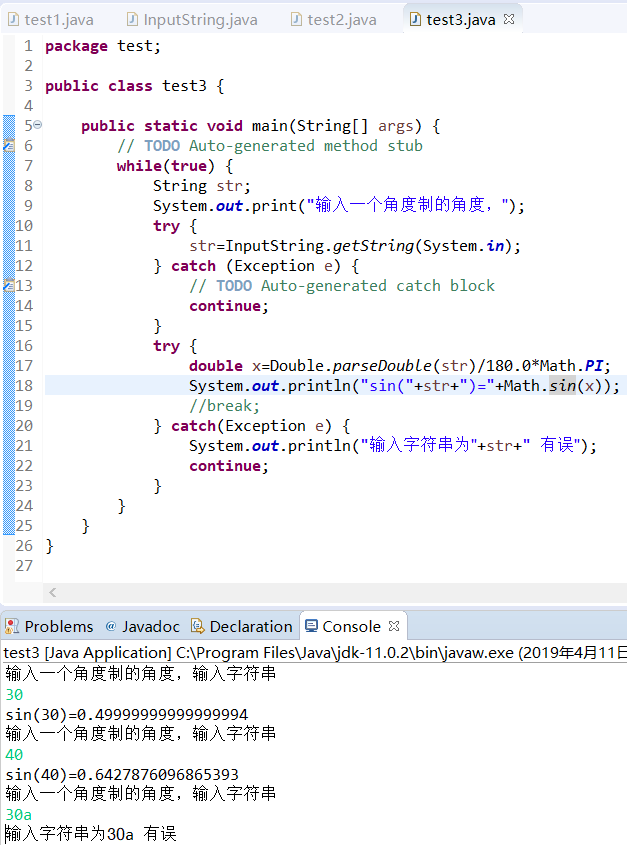 test1.java InputString.java test2.java test3.java
1 package test;
2
3 public class test3 {
4
5 public static void main(String[] args) {
6 // TODO Auto-generated method stub
7 while(true) {
8 String str;
9 System.out.print("输入一个角度制的角度，");
10 try {
11 str=InputString.getString(System.in);
12 } catch (Exception e) {
13 // TODO Auto-generated catch block
14 continue;
15 }
16 try {
17 double x=Double.parseDouble(str)/180.0*Math.PI;
18 System.out.println("sin("+str+")="+Math.sin(x));
19 //break;
20 } catch(Exception e) {
21 System.out.println("输入字符串为"+str+" 有误");
22 continue;
23 }
24 }
25 }
26 }
27
Problems @ Javadoc Declaration Console
test3 [Java Application] C:\Program Files\Java\jdk-11.0.2\bin\javaw.exe (2019年4月11日
输入一个角度制的角度，输入字符串
30
sin(30)=0.49999999999999994
输入一个角度制的角度，输入字符串
40
sin(40)=0.6427876096865393
输入一个角度制的角度，输入字符串
30a
输入字符串为30a 有误